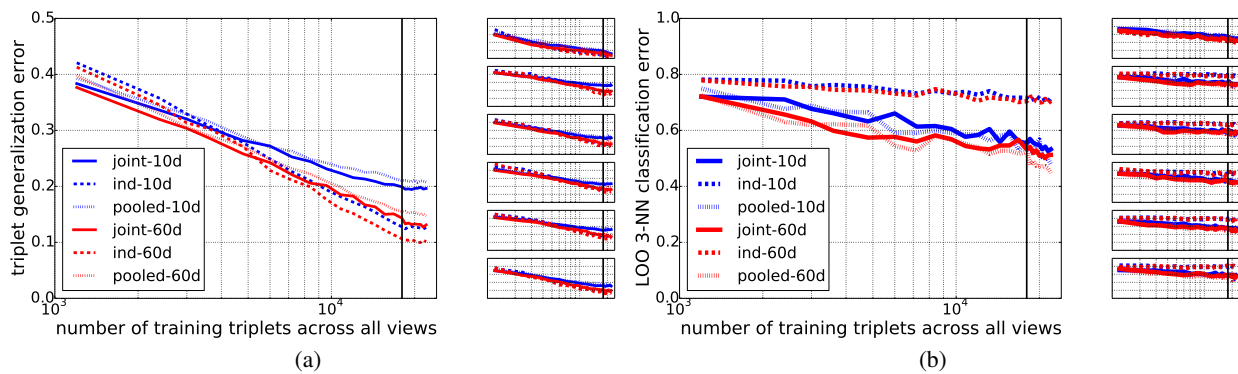 0.5
0.4
0.3
0.2
0.1
0.0
triplet generalization error
joint-10d
ind-10d
pooled-10d
joint-60d
ind-60d
pooled-60d
10^3
10^4
number of training triplets across all views
(a)
1.0
0.8
0.6
0.4
0.2
0.0
LOO 3-NN classification error
joint-10d
ind-10d
pooled-10d
joint-60d
ind-60d
pooled-60d
10^3
10^4
number of training triplets across all views
(b)